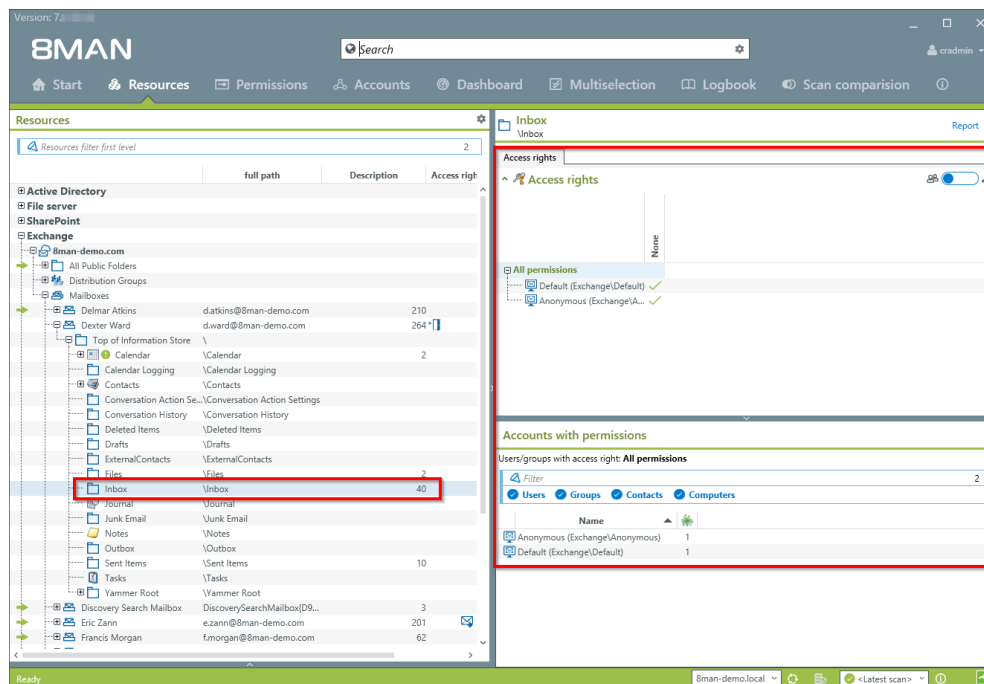 Version: 7.
8MAN
Search
cradmin
Start Resources Permissions Accounts Dashboard Multiselection Logbook Scan comparision
Resources
Resources filter first level 2
full path Description Access righ
Active Directory
File server
SharePoint
Exchange
8man-demo.com
All Public Folders
Distribution Groups
Mailboxes
Delmar Atkins d.atkins@8man-demo.com 210
Dexter Ward d.ward@8man-demo.com 264
Top of Information Store \
Calendar \Calendar 2
Calendar Logging \Calendar Logging
Contacts \Contacts
Conversation Action Se... \Conversation Action Settings
Conversation History \Conversation History
Deleted Items \Deleted Items
Drafts \Drafts
ExternalContacts \ExternalContacts
Files \Files 2
Inbox \Inbox 40
Journal \Journal
Junk Email \Junk Email
Notes \Notes
Outbox \Outbox
Sent Items \Sent Items 10
Tasks \Tasks
Yammer Root \Yammer Root
Discovery Search Mailbox DiscoverySearchMailbox{D9... 3
Eric Zann e.zann@8man-demo.com 201
Francis Morgan f.morgan@8man-demo.com 62
Inbox
\Inbox
Report
Access rights
Access rights
None
All permissions
Default (Exchange\Default)
Anonymous (Exchange\A...
Accounts with permissions
Users/groups with access right: All permissions
Filter 2
Users Groups Contacts Computers
Name
Anonymous (Exchange\Anonymous) 1
Default (Exchange\Default) 1
Ready 8man-demo.local <Latest scan>